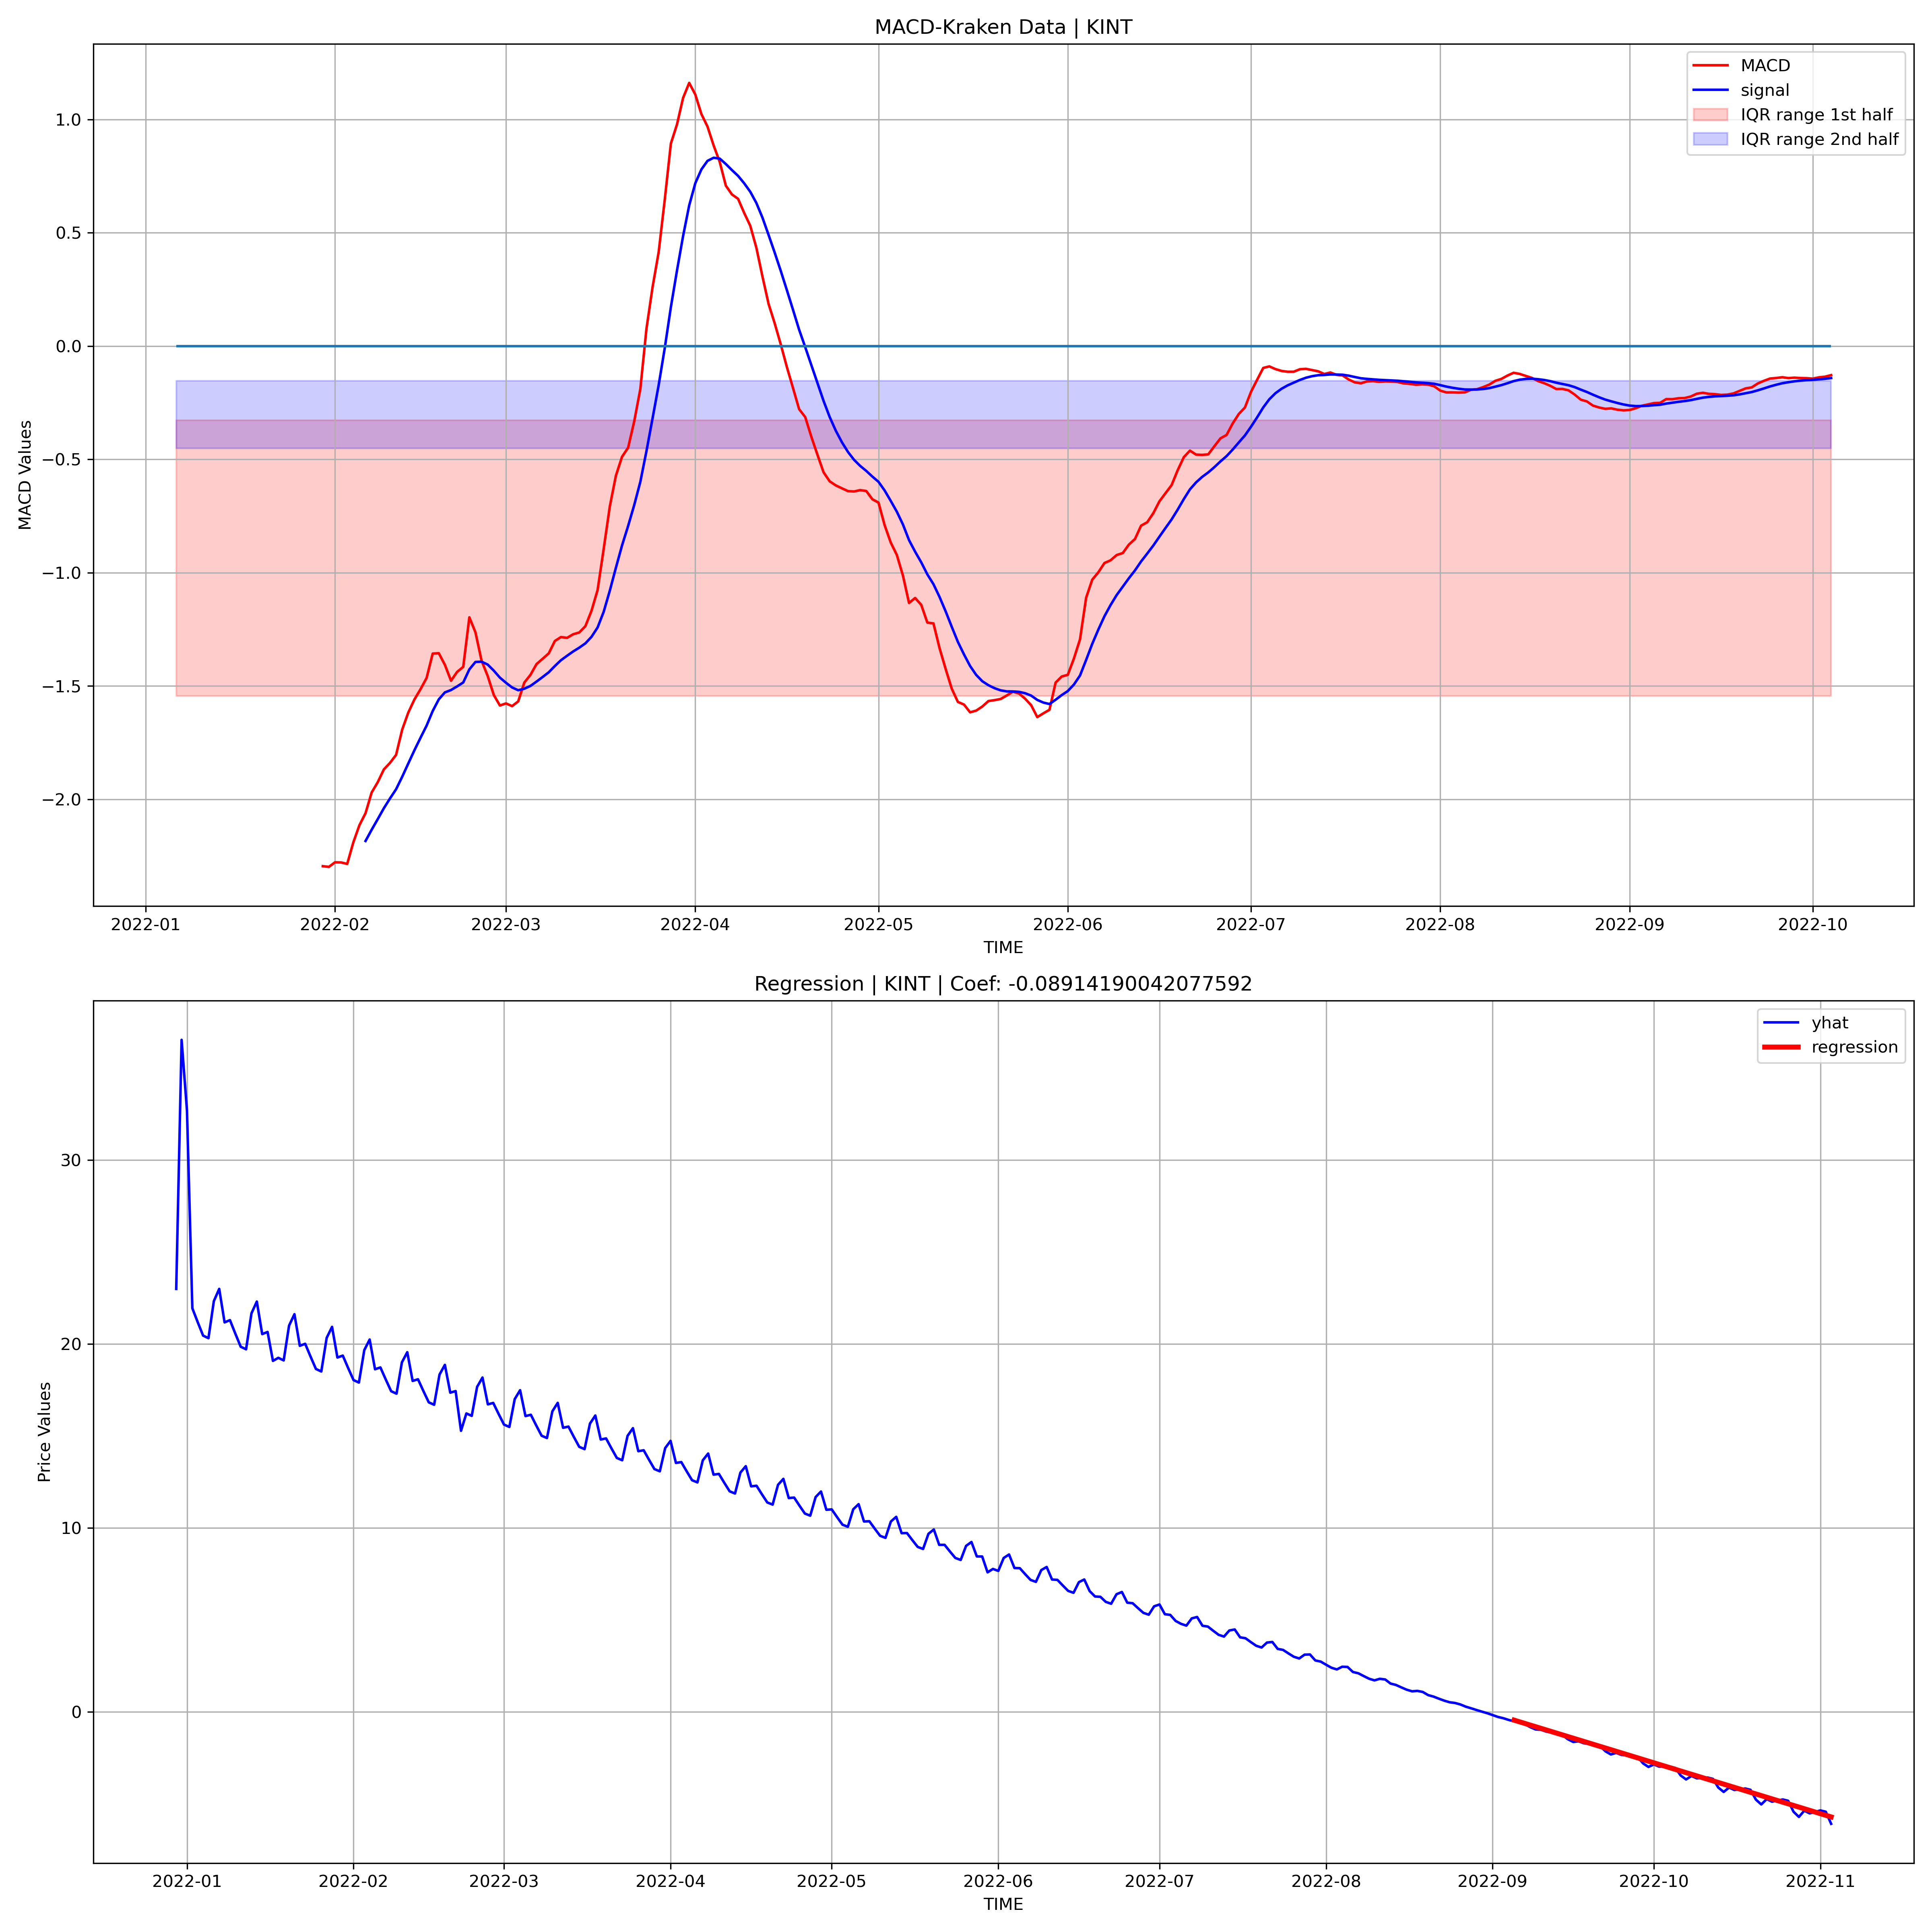 MACD-Kraken Data | KINT
MACD
signal
IQR range 1st half
IQR range 2nd half
1.0
0.5
0.0
−0.5
−1.0
−1.5
−2.0
MACD Values
2022-01 2022-02 2022-03 2022-04 2022-05 2022-06 2022-07 2022-08 2022-09 2022-10
TIME
Regression | KINT | Coef: -0.08914190042077592
yhat
regression
30
20
10
0
Price Values
2022-01 2022-02 2022-03 2022-04 2022-05 2022-06 2022-07 2022-08 2022-09 2022-10 2022-11
TIME